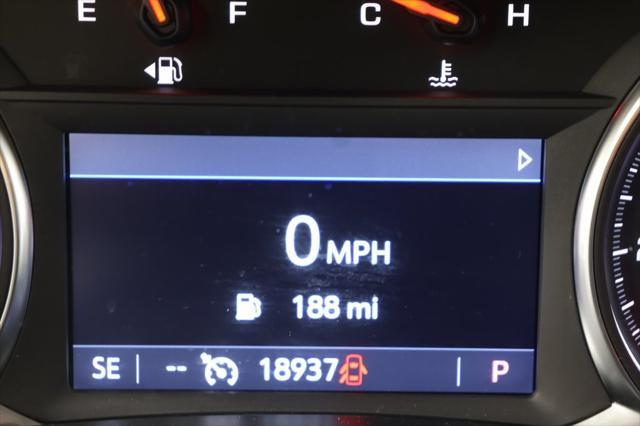 E F C H
0 MPH
188 mi
SE -- 18937 P